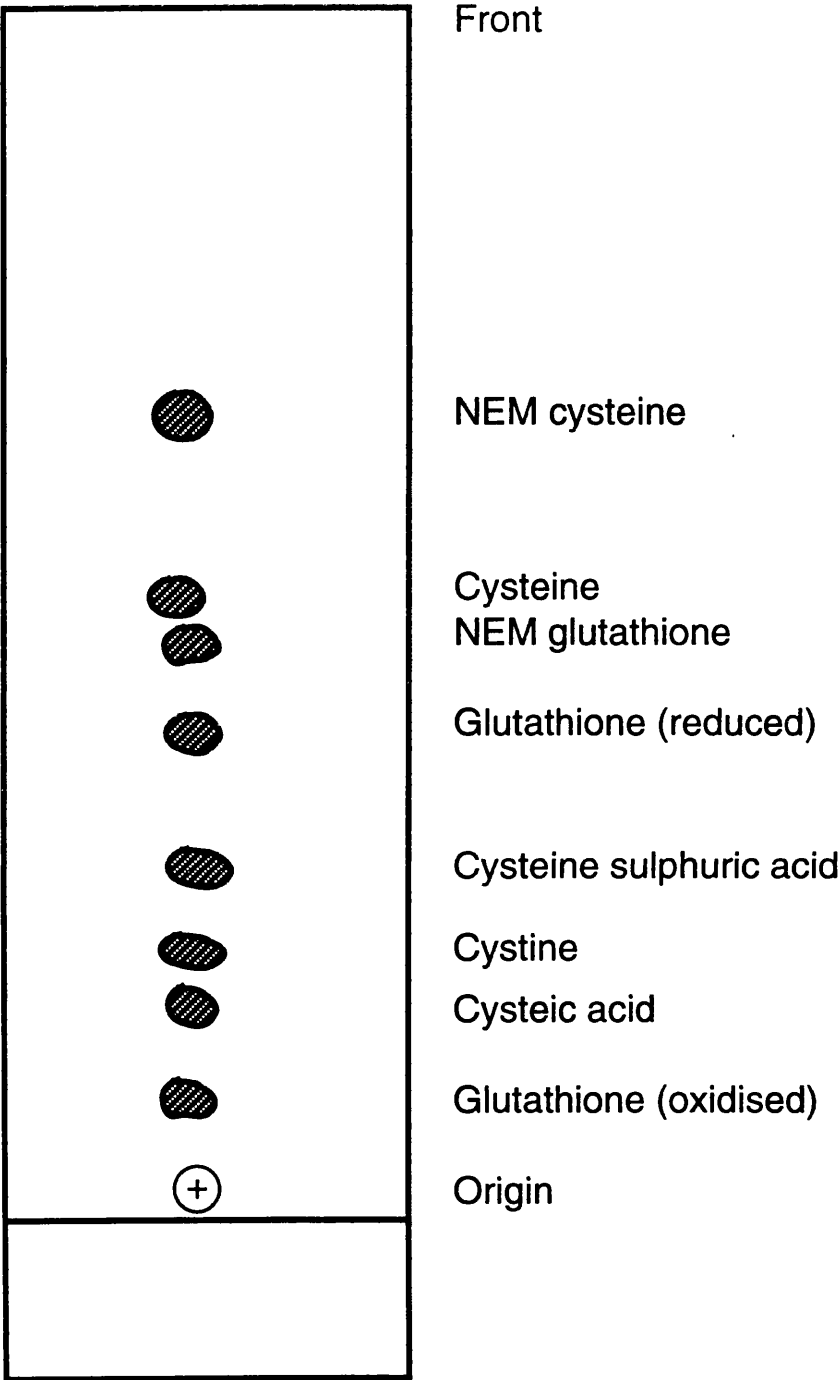 Front
NEM cysteine
Cysteine
NEM glutathione
Glutathione (reduced)
Cysteine sulphuric acid
Cystine
Cysteic acid
Glutathione (oxidised)
+
Origin